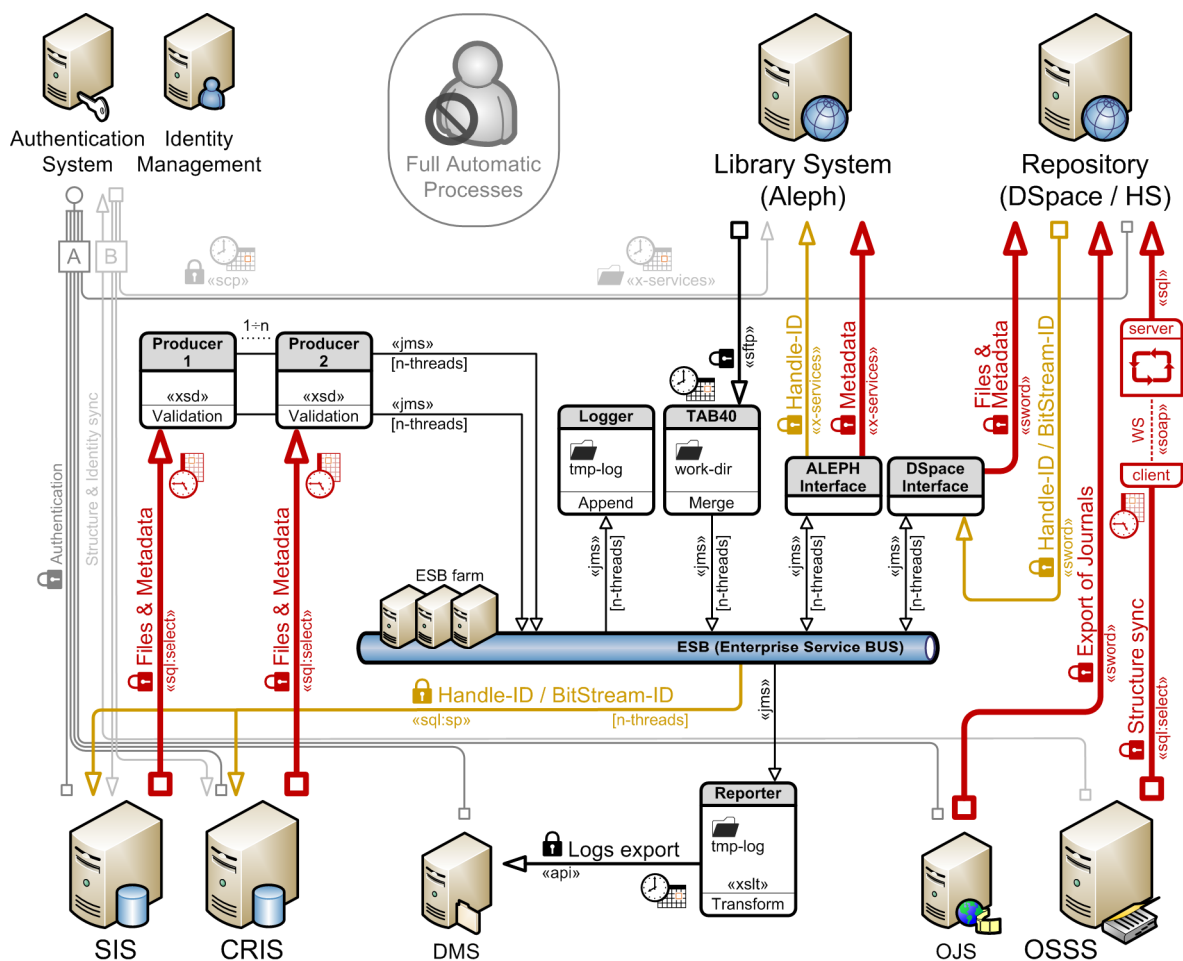 Authentication
System
Identity
Management
Full Automatic
Processes
Library System
(Aleph)
Repository
(DSpace / HS)
A
B
«scp»
«x-services»
«sftp»
Handle-ID
«x-services»
Metadata
«x-services»
Files &
Metadata
«sword»
Handle-ID / BitStream-ID
«sword»
Export of Journals
«sword»
«sql»
server
WS
«soap»
client
Structure sync
«sql:select»
Authentication
Structure & Identity sync
Producer
1
«xsd»
Validation
1÷n
Producer
2
«xsd»
Validation
«jms»
[n-threads]
«jms»
[n-threads]
Files & Metadata
«sql:select»
Files & Metadata
«sql:select»
Logger
tmp-log
Append
TAB40
work-dir
Merge
ALEPH
Interface
DSpace
Interface
«jms»
[n-threads]
«jms»
[n-threads]
«jms»
[n-threads]
«jms»
[n-threads]
ESB farm
ESB (Enterprise Service BUS)
Handle-ID / BitStream-ID
«sql:sp»
[n-threads]
«jms»
Reporter
tmp-log
«xslt»
Transform
Logs export
«api»
SIS
CRIS
DMS
OJS
OSSS